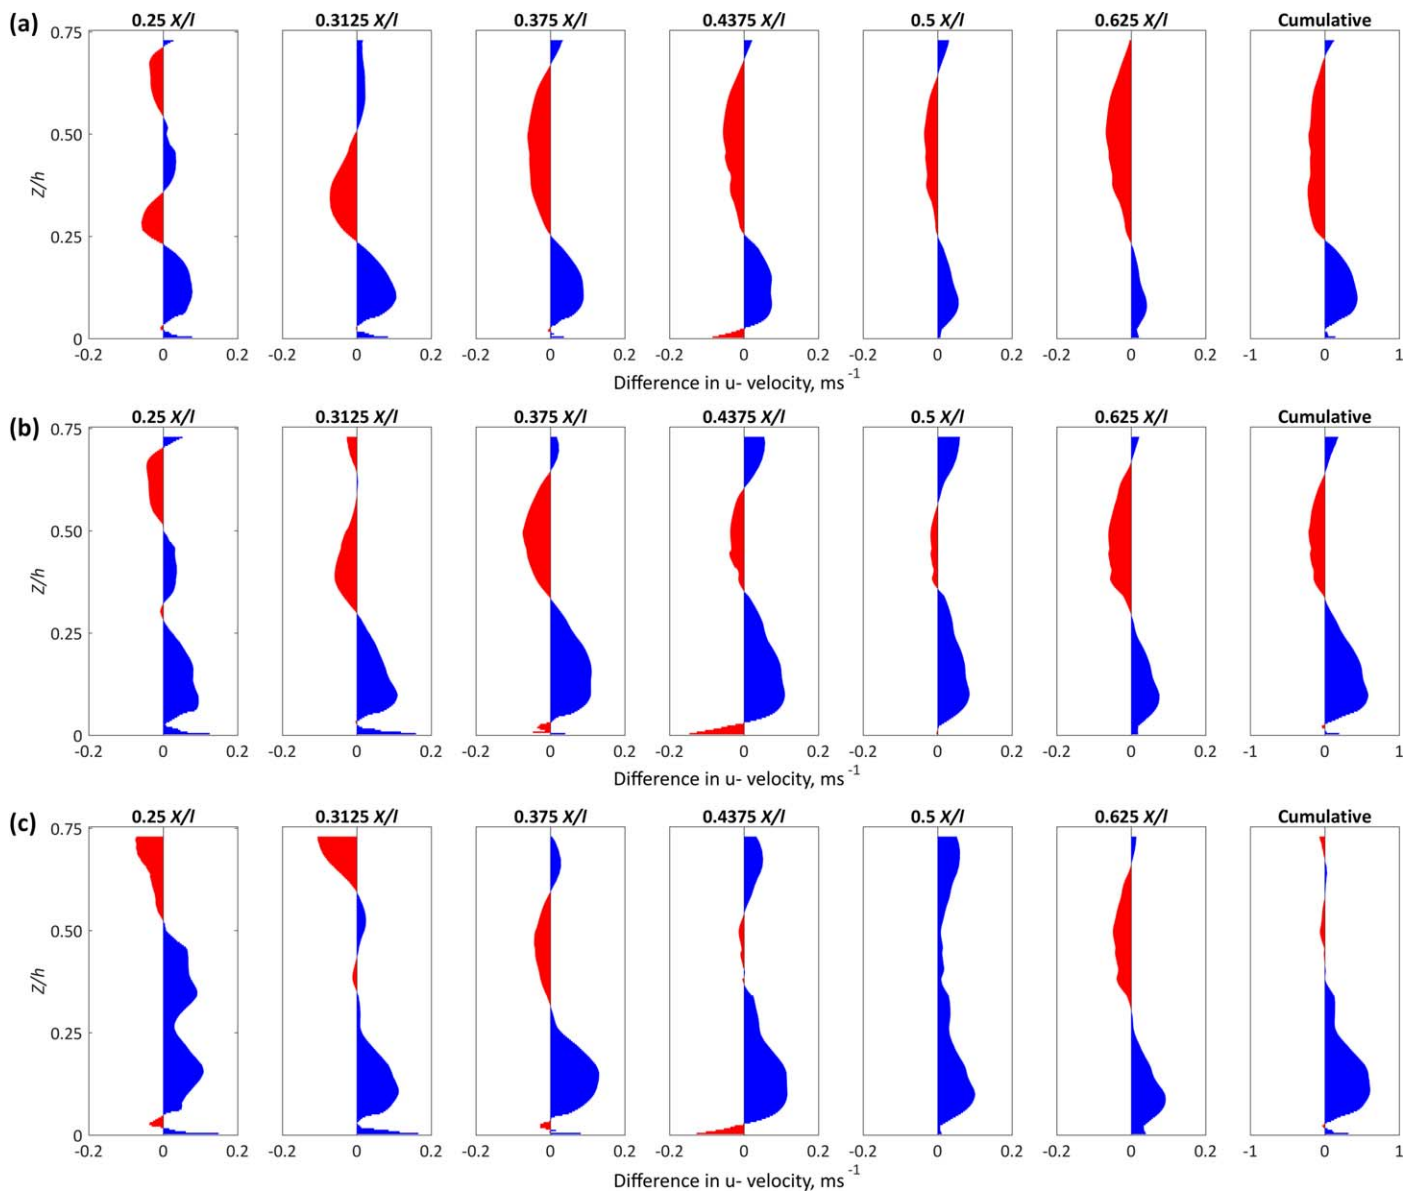 (a) 0.25 X/l 0.3125 X/l 0.375 X/l 0.4375 X/l 0.5 X/l 0.625 X/l Cumulative
0.75
0.50
Z/h
0.25
0
-0.2 0 0.2 -0.2 0 0.2 -0.2 0 0.2 -0.2 0 0.2 -0.2 0 0.2 -0.2 0 0.2 -1 0 1
Difference in u- velocity, ms-1
(b) 0.25 X/l 0.3125 X/l 0.375 X/l 0.4375 X/l 0.5 X/l 0.625 X/l Cumulative
0.75
0.50
Z/h
0.25
0
-0.2 0 0.2 -0.2 0 0.2 -0.2 0 0.2 -0.2 0 0.2 -0.2 0 0.2 -0.2 0 0.2 -1 0 1
Difference in u- velocity, ms-1
(c) 0.25 X/l 0.3125 X/l 0.375 X/l 0.4375 X/l 0.5 X/l 0.625 X/l Cumulative
0.75
0.50
Z/h
0.25
0
-0.2 0 0.2 -0.2 0 0.2 -0.2 0 0.2 -0.2 0 0.2 -0.2 0 0.2 -0.2 0 0.2 -1 0 1
Difference in u- velocity, ms-1